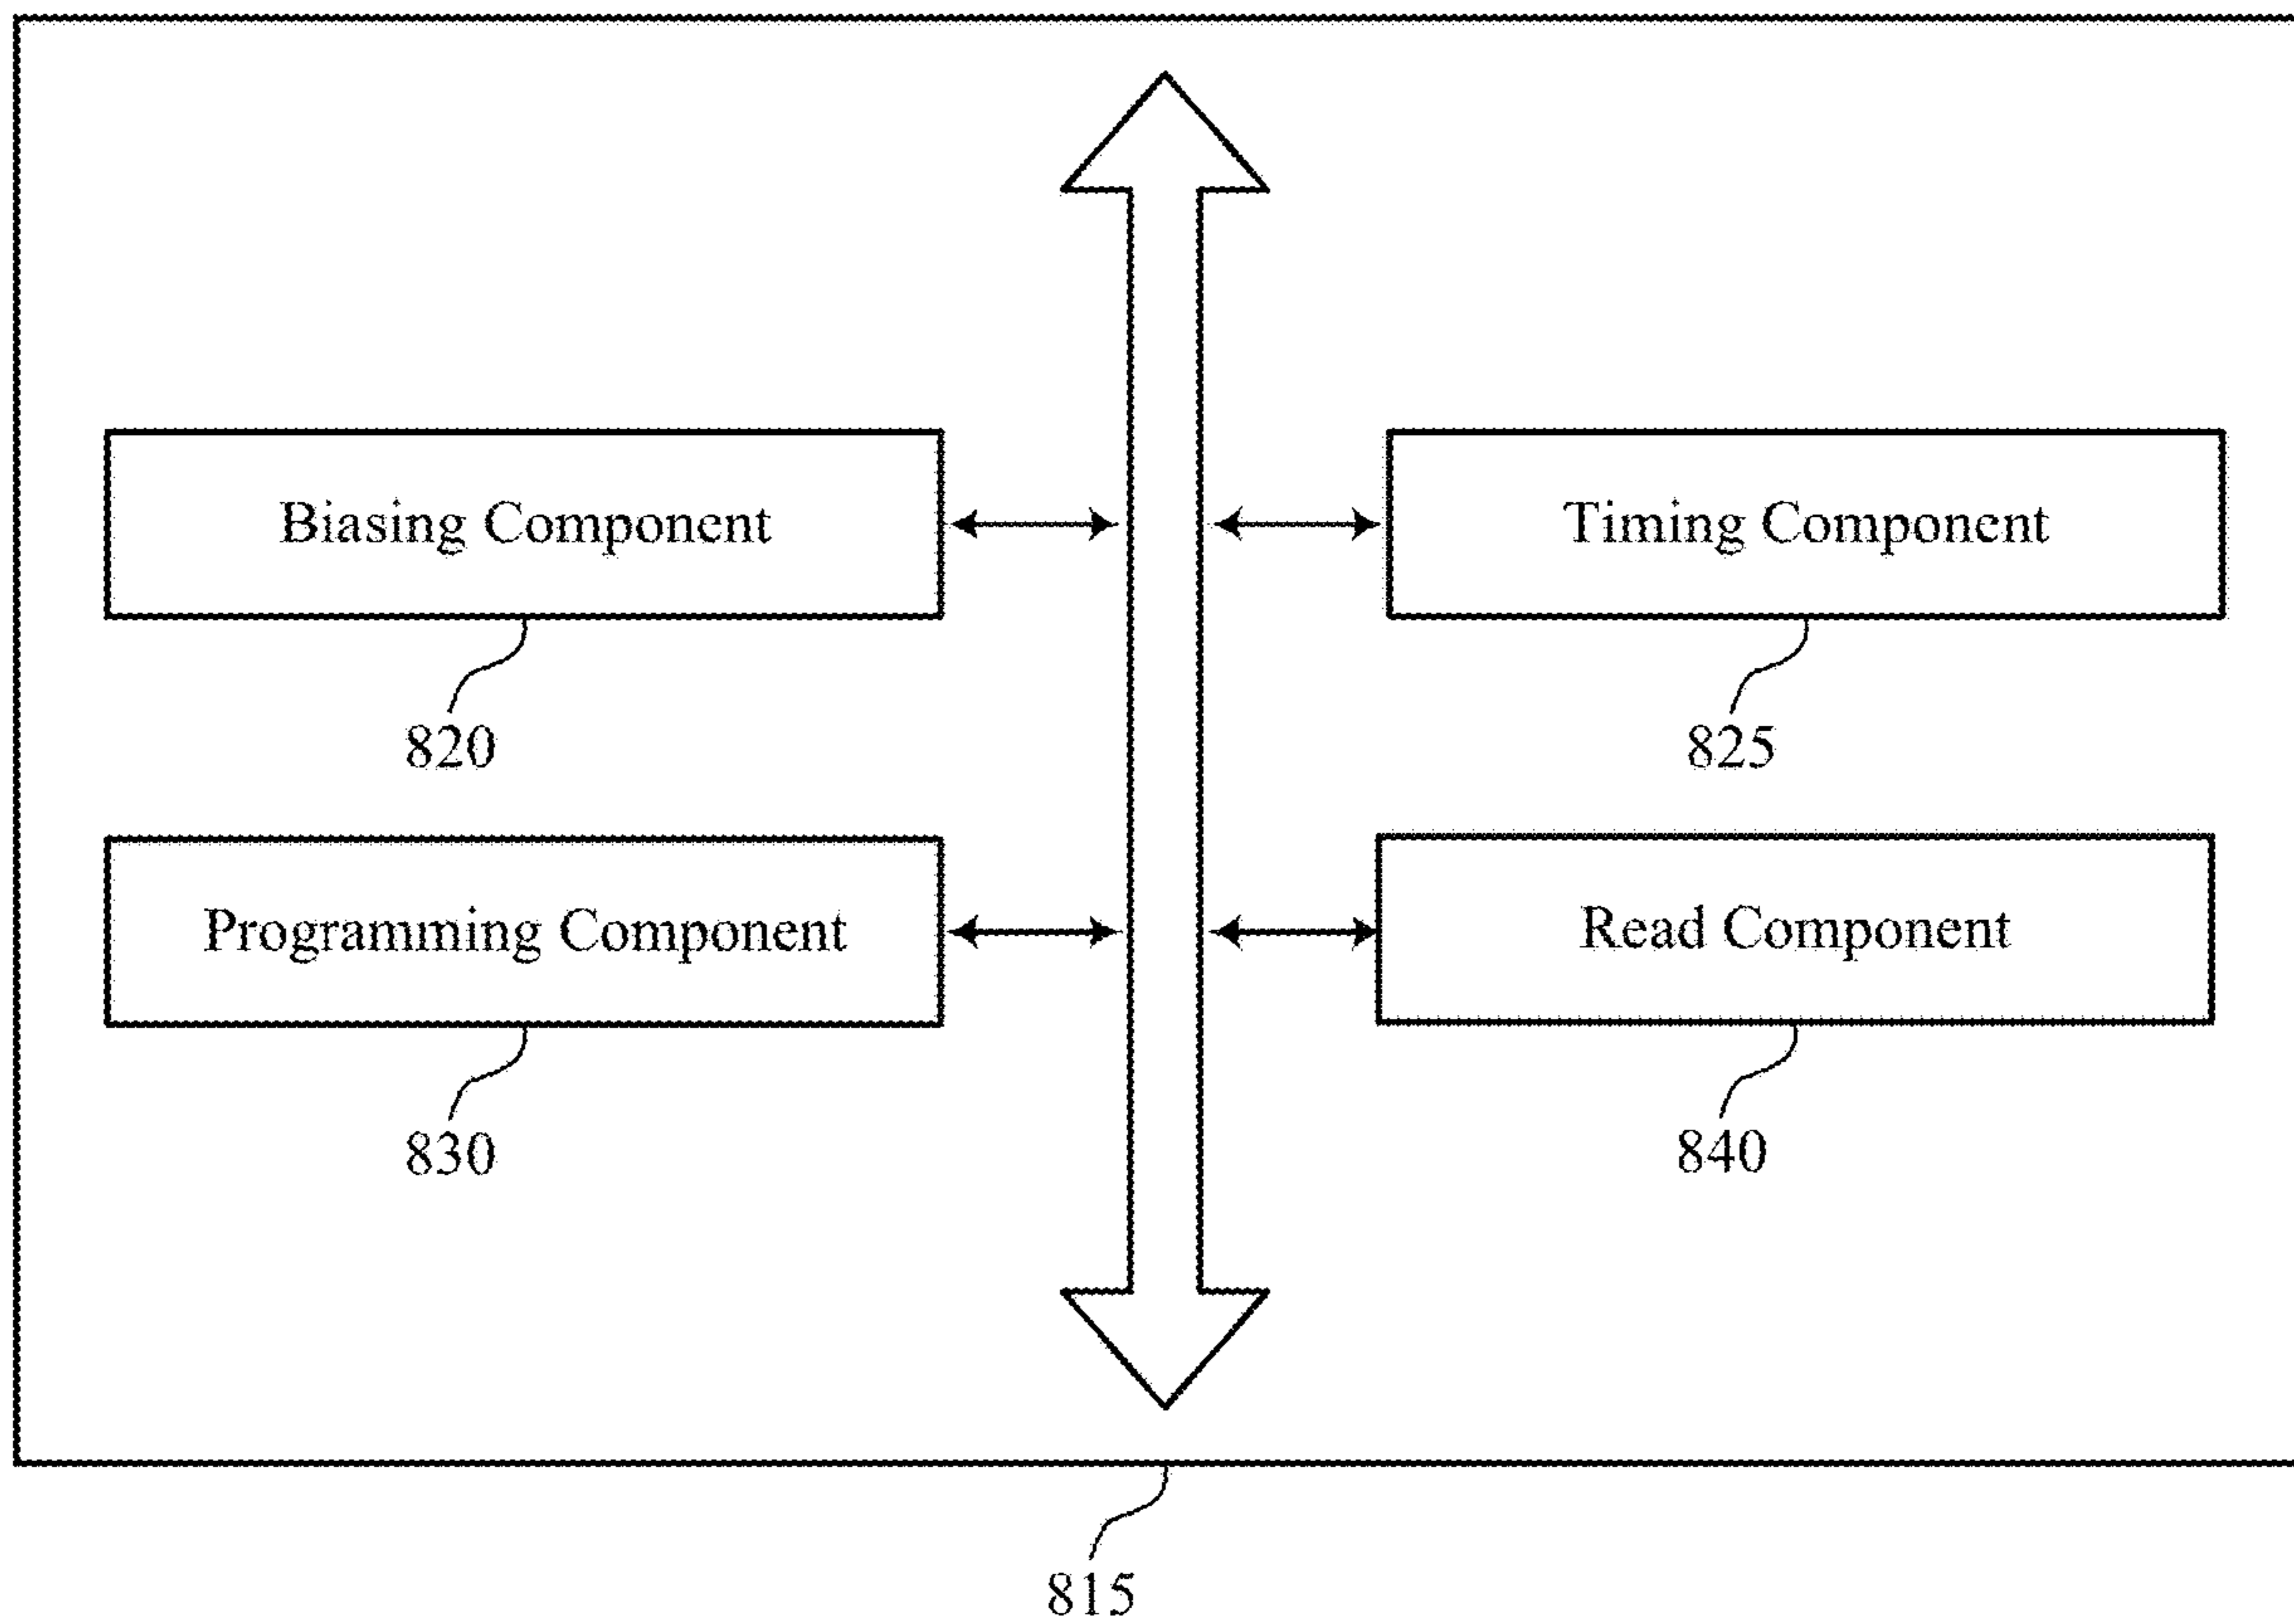 Biasing Component
Timing Component
820
825
Programming Component
Read Component
830
840
815